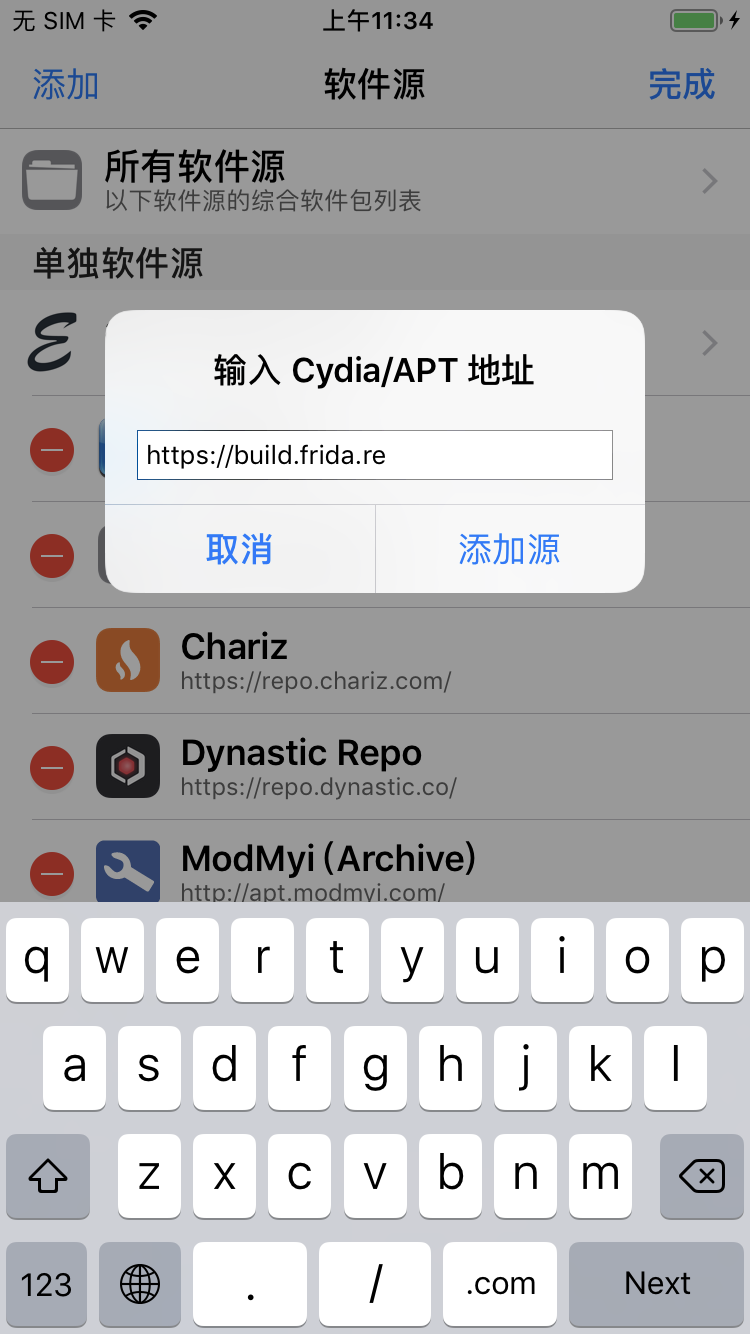 无 SIM 卡 上午11:34
添加 软件源 完成
所有软件源
以下软件源的综合软件包列表
单独软件源
输入 Cydia/APT 地址
https://build.frida.re
取消 添加源
Chariz
https://repo.chariz.com/
Dynastic Repo
https://repo.dynastic.co/
ModMyi (Archive)
http://apt.modmyi.com/
q w e r t y u i o p
a s d f g h j k l
z x c v b n m
123 . / .com Next